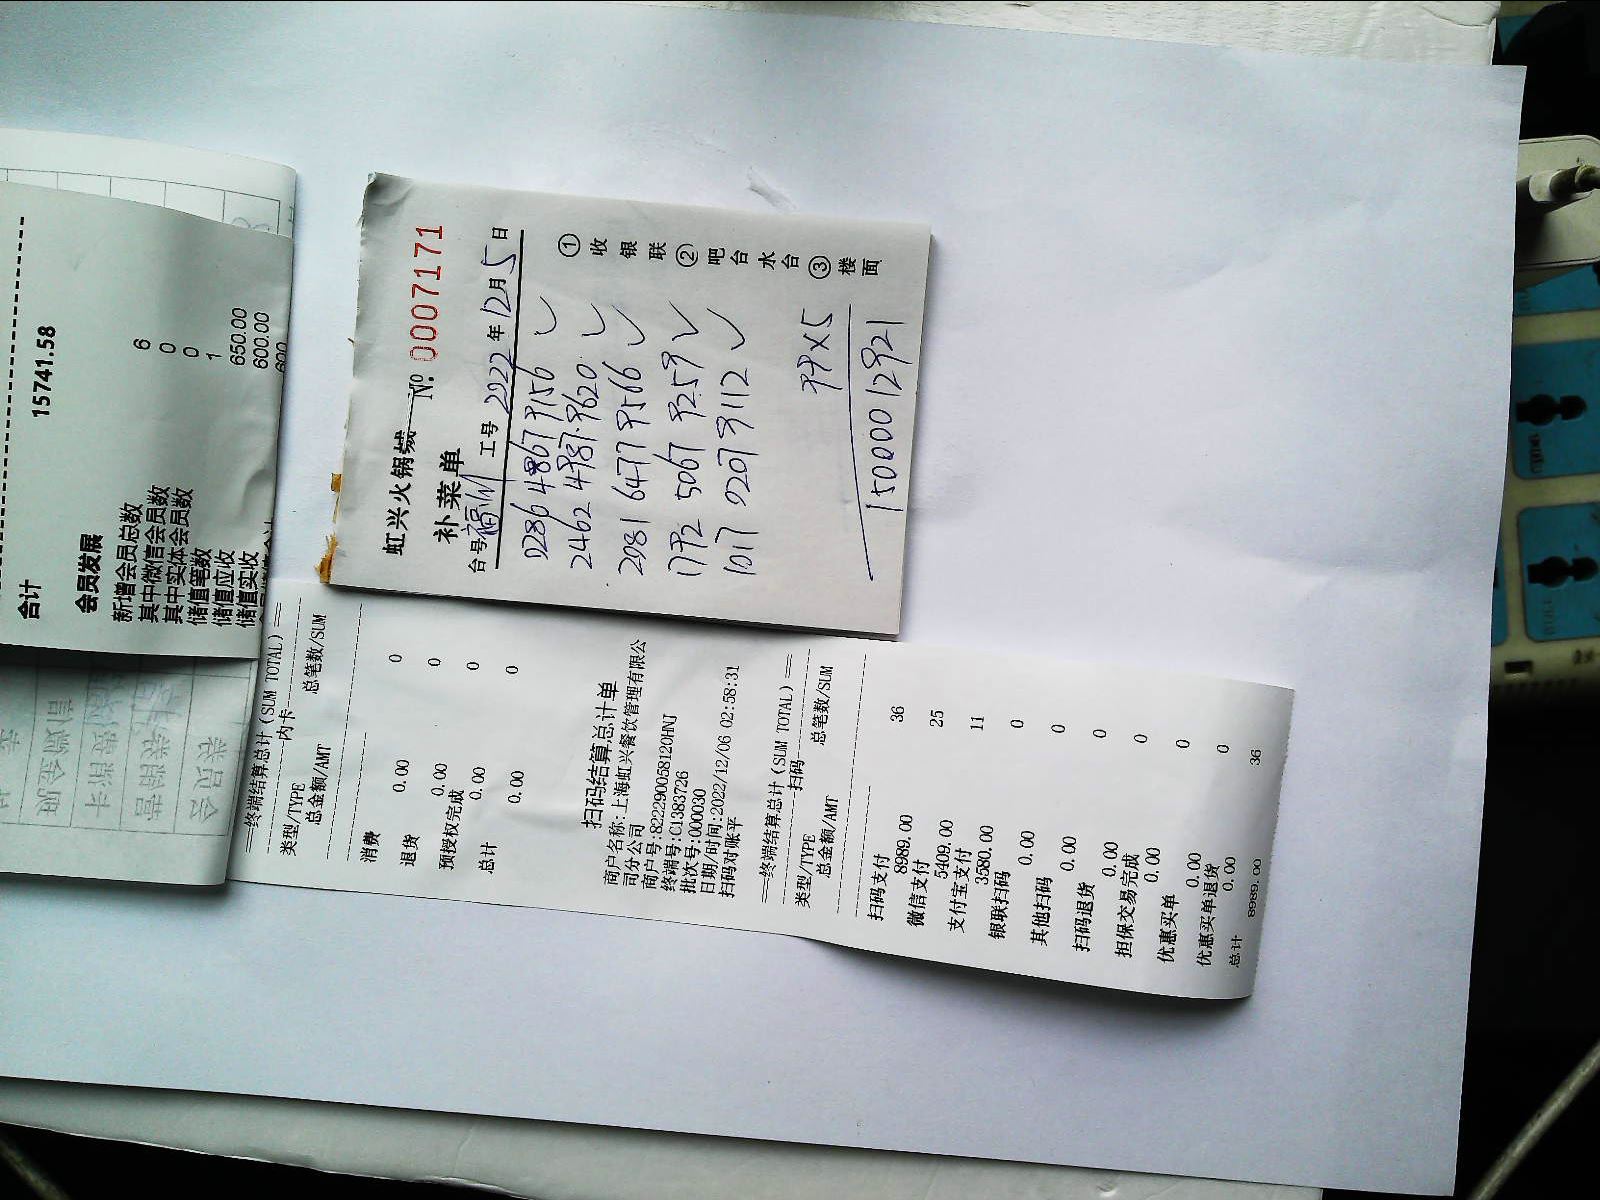 合计 15741.58
会员发展
新增会员总数 6
其中微信会员数 0
其中实体会员数 0
储值笔数 1
储值应收 650.00
储值实收 600.00
虹兴火锅城 No: 0007171
补菜单
台号 福州 工号 2022 年 12 月 5 日
2462
2981 6477
5067
1017 9207 9112
150000
①收银联②吧台水台③楼面
==终端结算总计(SUM TOTAL)==
内卡
类型/TYPE 总笔数/SUM
总金额/AMT
消费 0
0.00
退货 0
0.00
预授权完成 0
0.00
总计 0
0.00
扫码结算总计单
商户名称:上海虹兴餐饮管理有限公
司分公司
商户号:822290058120HNJ
终端号:C1383726
批次号:000030
日期/时间:2022/12/06 02:58:31
扫码对账平
==终端结算总计(SUM TOTAL)==
扫码
类型/TYPE 总笔数/SUM
总金额/AMT
扫码支付 36
8989.00
微信支付 25
5409.00
支付宝支付 11
3580.00
银联扫码 0
0.00
其他扫码 0
0.00
扫码退货 0
0.00
担保交易完成 0
0.00
优惠买单 0
0.00
优惠买单退货 0
0.00
总计 36
8989.00